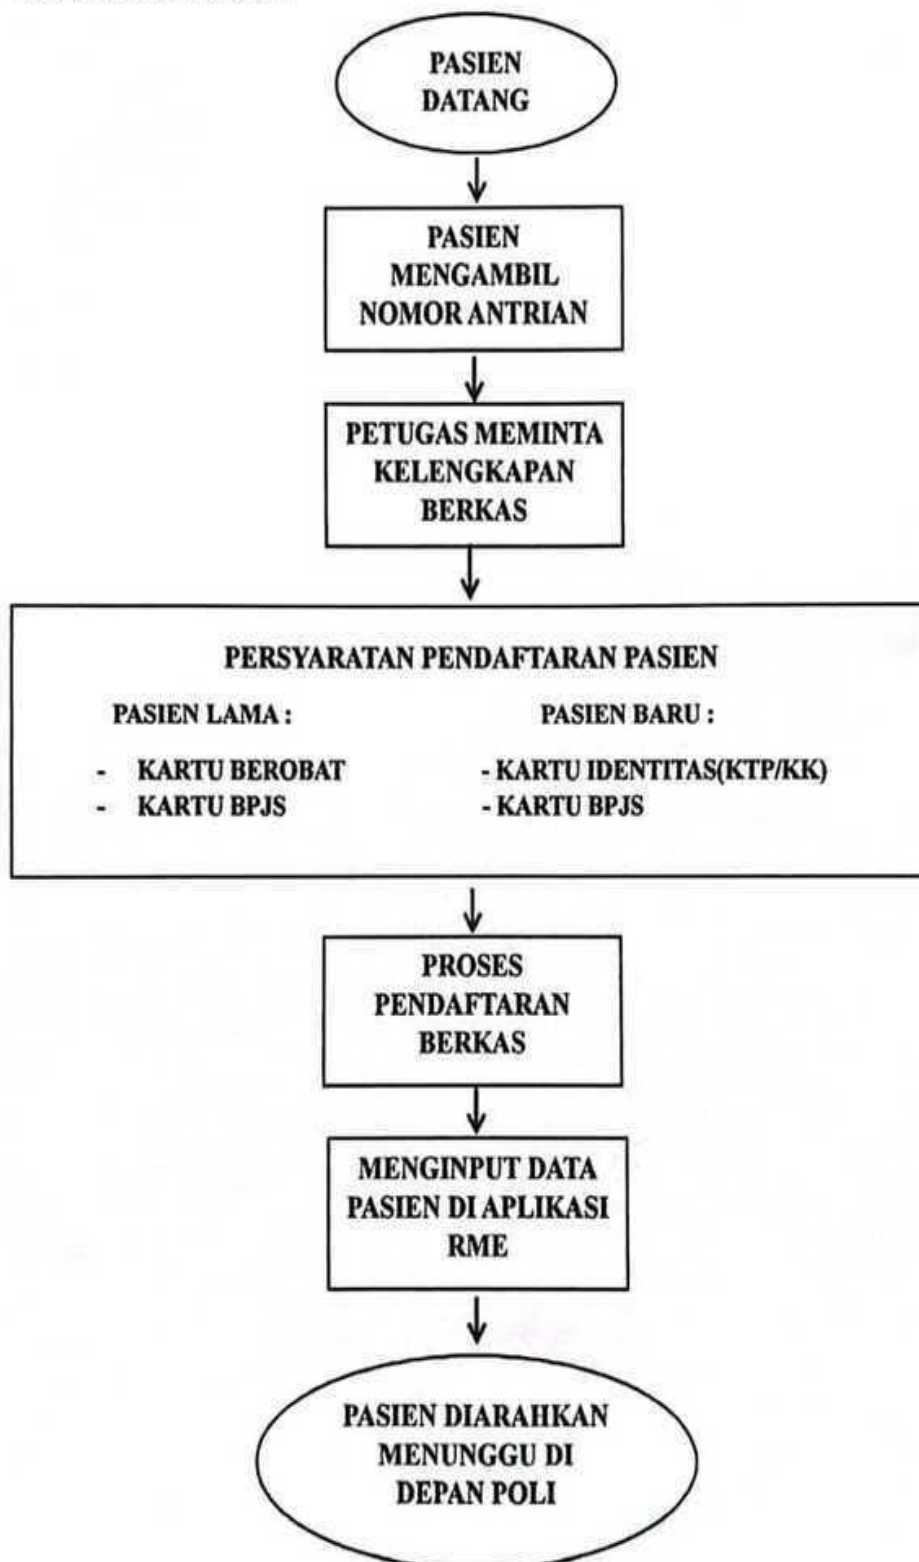 PASIEN
DATANG
PASIEN
MENGAMBIL
NOMOR ANTRIAN
PETUGAS MEMINTA
KELENGKAPAN
BERKAS
PERSYARATAN PENDAFTARAN PASIEN
PASIEN LAMA :
- KARTU BEROBAT
- KARTU BPJS
PASIEN BARU :
- KARTU IDENTITAS(KTP/KK)
- KARTU BPJS
PROSES
PENDAFTARAN
BERKAS
MENGINPUT DATA
PASIEN DI APLIKASI
RME
PASIEN DIARAHKAN
MENUNGGU DI
DEPAN POLI